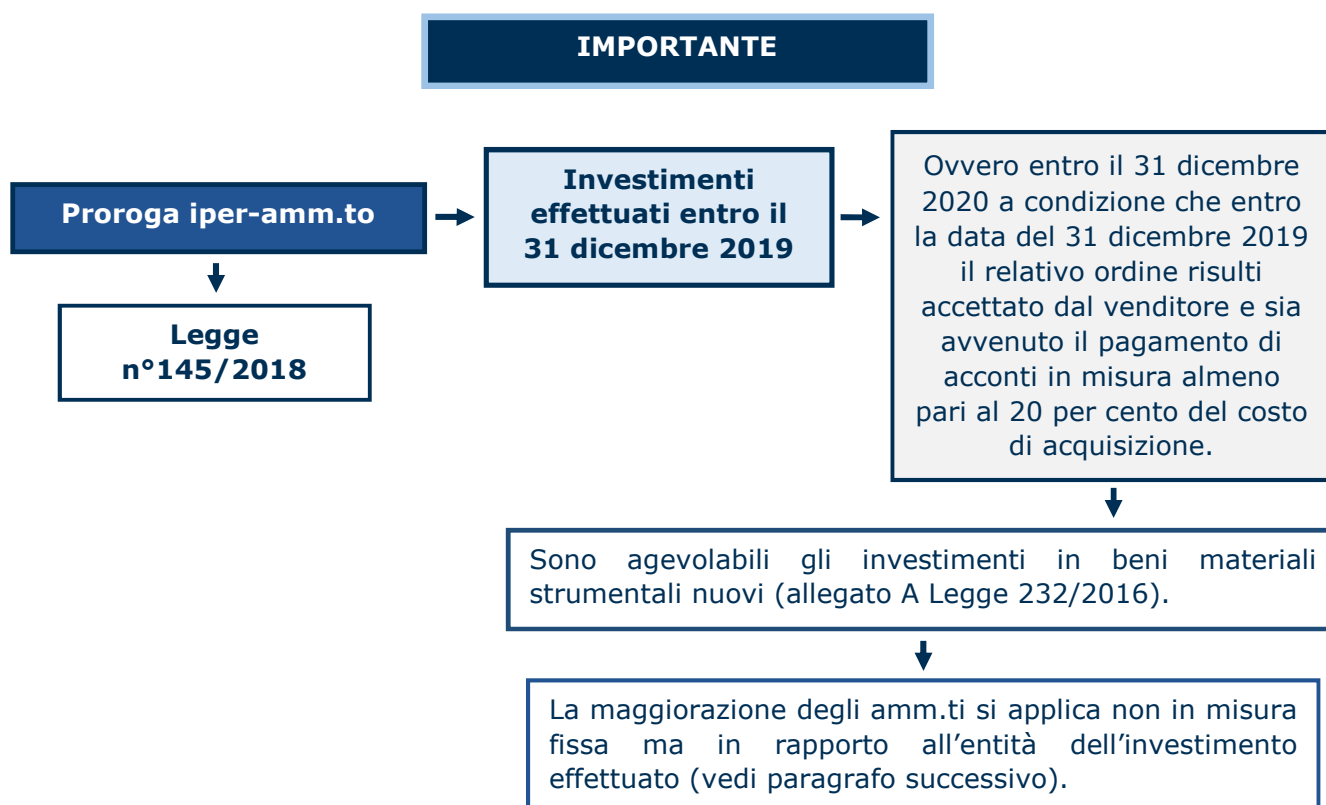 IMPORTANTE
Proroga iper-amm.to
Legge
n°145/2018
Investimenti
effettuati entro il
31 dicembre 2019
Ovvero entro il 31 dicembre
2020 a condizione che entro
la data del 31 dicembre 2019
il relativo ordine risulti
accettato dal venditore e sia
avvenuto il pagamento di
acconti in misura almeno
pari al 20 per cento del costo
di acquisizione.
Sono agevolabili gli investimenti in beni materiali
strumentali nuovi (allegato A Legge 232/2016).
La maggiorazione degli amm.ti si applica non in misura
fissa ma in rapporto all’entità dell’investimento
effettuato (vedi paragrafo successivo).